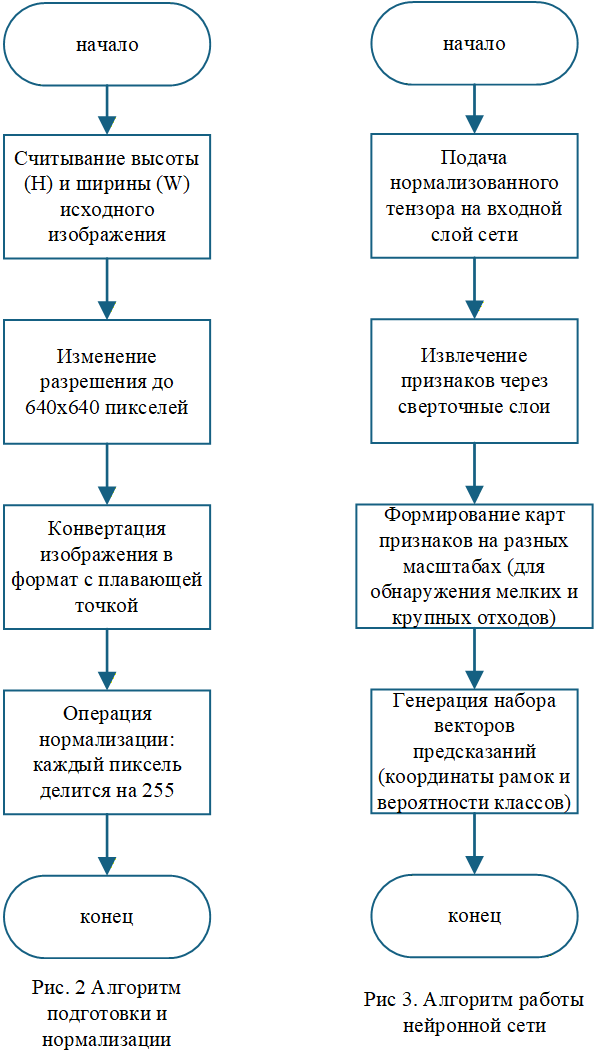 начало
Считывание высоты
(H) и ширины (W)
исходного
изображения
Изменение
разрешения до
640x640 пикселей
Конвертация
изображения в
формат с плавающей
точкой
Операция
нормализации:
каждый пиксель
делится на 255
конец
Рис. 2 Алгоритм
подготовки и
нормализации
начало
Подача
нормализованного
тензора на входной
слой сети
Извлечение
признаков через
сверточные слои
Формирование карт
признаков на разных
масштабах (для
обнаружения мелких и
крупных отходов)
Генерация набора
векторов
предсказаний
(координаты рамок и
вероятности классов)
конец
Рис 3. Алгоритм работы
нейронной сети